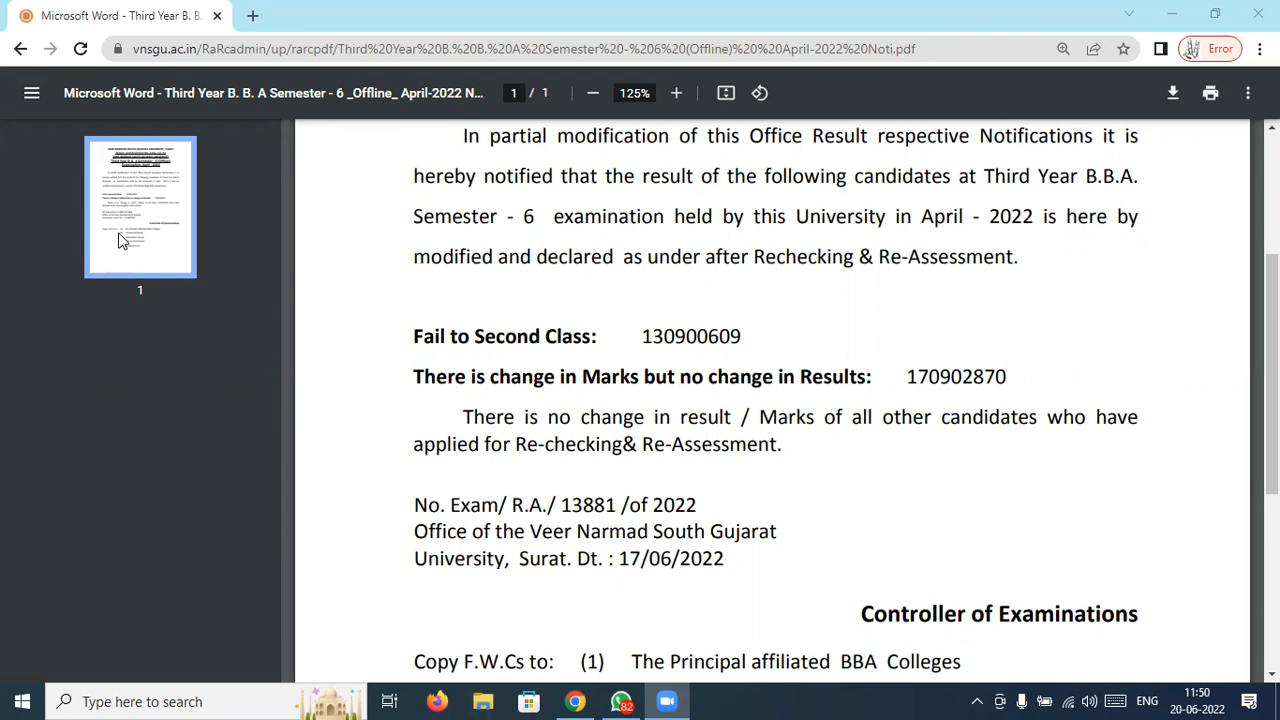 Microsoft Word - Third Year B. B.
vnsgu.ac.in/RaRcadmin/up/rarcpdf/Third%20Year%20B.%20B.%20A%20Semester%20-%206%20(Offline)%20%20April-2022%20Noti.pdf
Error
Microsoft Word - Third Year B. B. A Semester - 6 _Offline_ April-2022 N...
1 / 1
125%
1
In partial modification of this Office Result respective Notifications it is
hereby notified that the result of the following candidates at Third Year B.B.A.
Semester - 6 examination held by this University in April - 2022 is here by
modified and declared as under after Rechecking & Re-Assessment.
Fail to Second Class: 130900609
There is change in Marks but no change in Results: 170902870
There is no change in result / Marks of all other candidates who have
applied for Re-checking& Re-Assessment.
No. Exam/ R.A./ 13881 /of 2022
Office of the Veer Narmad South Gujarat
University, Surat. Dt. : 17/06/2022
Controller of Examinations
Copy F.W.Cs to: (1) The Principal affiliated BBA Colleges
Type here to search
82
ENG
11:50
20-06-2022